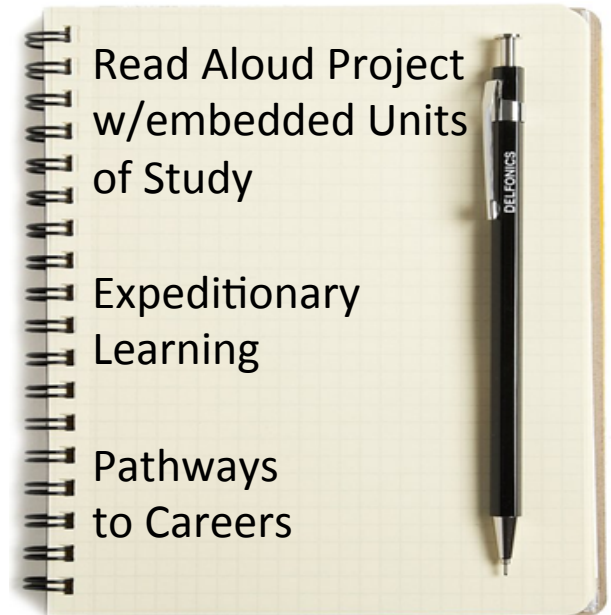 Read Aloud Project
w/embedded Units
of Study
Expeditionary
Learning
Pathways
to Careers
DELFONICS